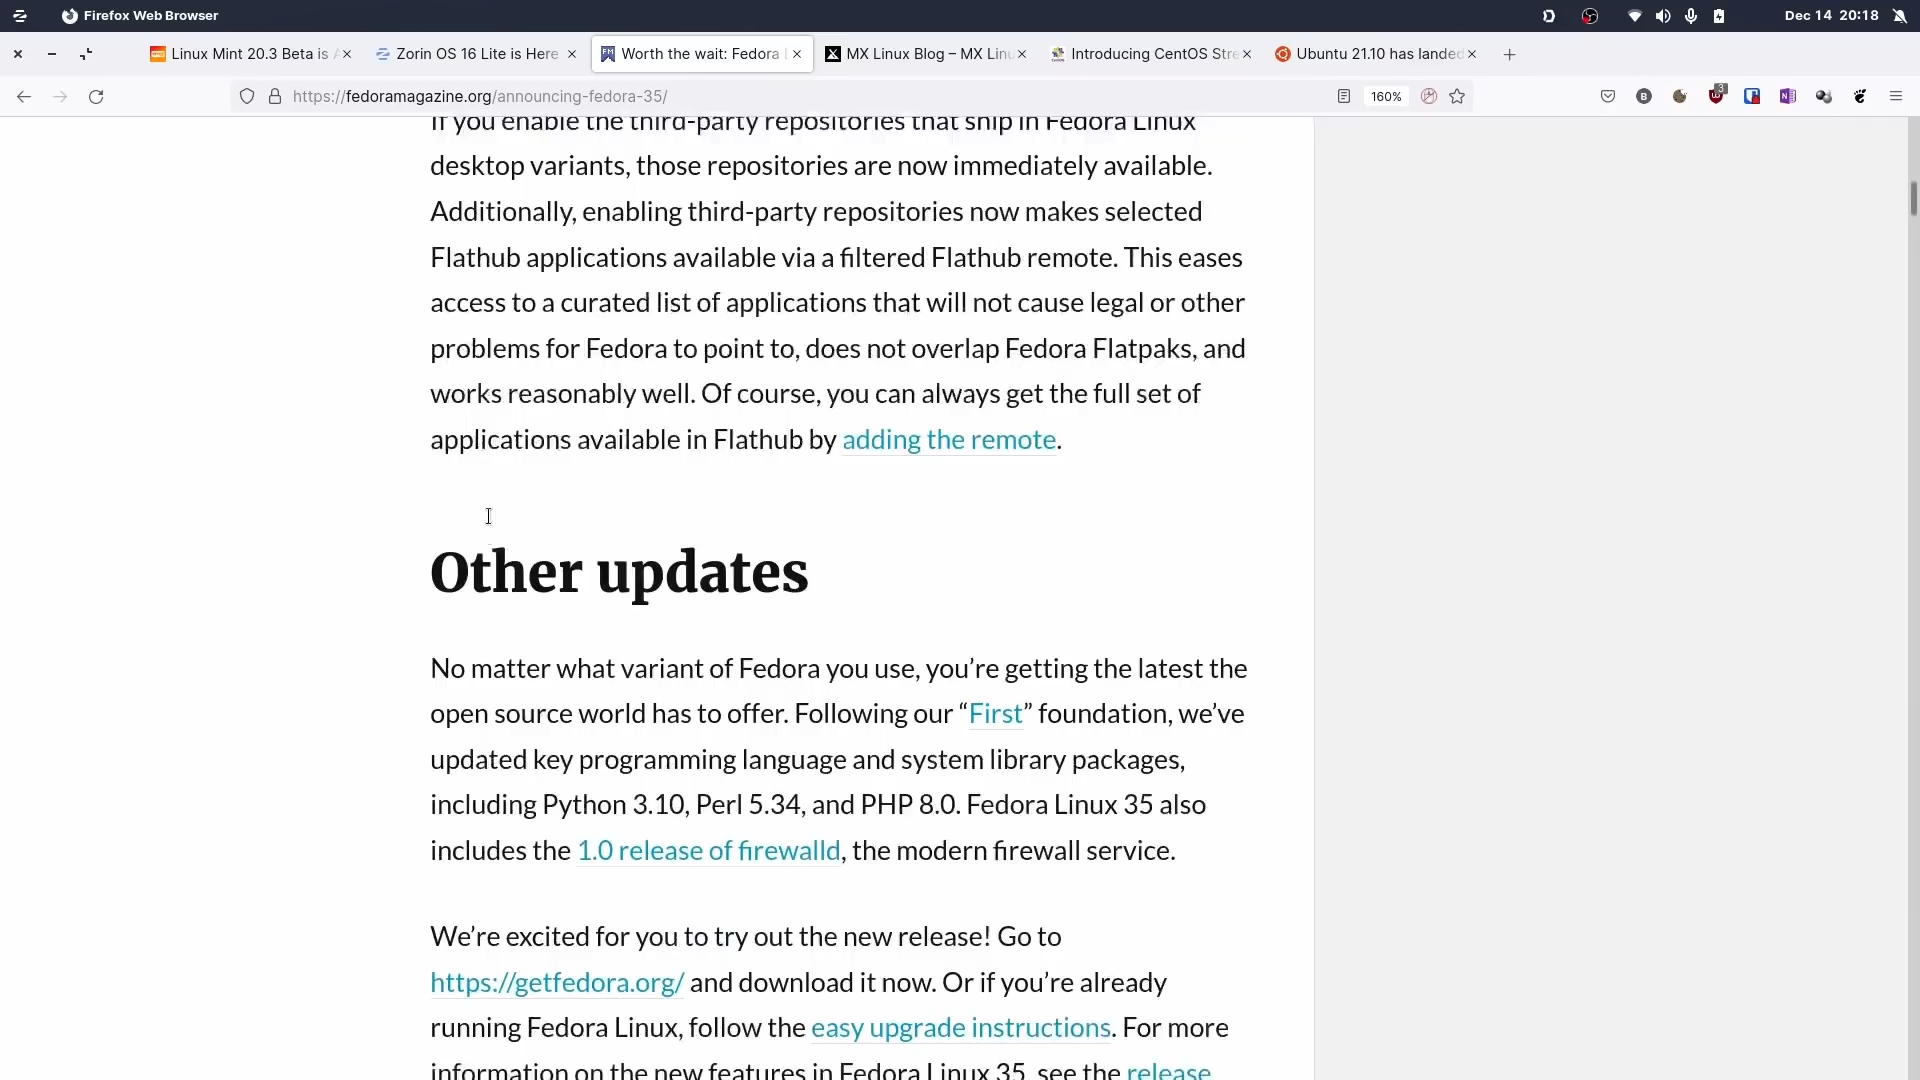 Firefox Web Browser
Dec 14 20:18
Linux Mint 20.3 Beta is A
Zorin OS 16 Lite is Here
Worth the wait: Fedora L
MX Linux Blog – MX Linu
Introducing CentOS Stre
Ubuntu 21.10 has landed
https://fedoramagazine.org/announcing-fedora-35/
160%
B
3
If you enable the third-party repositories that ship in Fedora Linux
desktop variants, those repositories are now immediately available.
Additionally, enabling third-party repositories now makes selected
Flathub applications available via a filtered Flathub remote. This eases
access to a curated list of applications that will not cause legal or other
problems for Fedora to point to, does not overlap Fedora Flatpaks, and
works reasonably well. Of course, you can always get the full set of
applications available in Flathub by adding the remote.
Other updates
No matter what variant of Fedora you use, you’re getting the latest the
open source world has to offer. Following our “First” foundation, we’ve
updated key programming language and system library packages,
including Python 3.10, Perl 5.34, and PHP 8.0. Fedora Linux 35 also
includes the 1.0 release of firewalld, the modern firewall service.
We’re excited for you to try out the new release! Go to
https://getfedora.org/ and download it now. Or if you’re already
running Fedora Linux, follow the easy upgrade instructions. For more
information on the new features in Fedora Linux 35, see the release